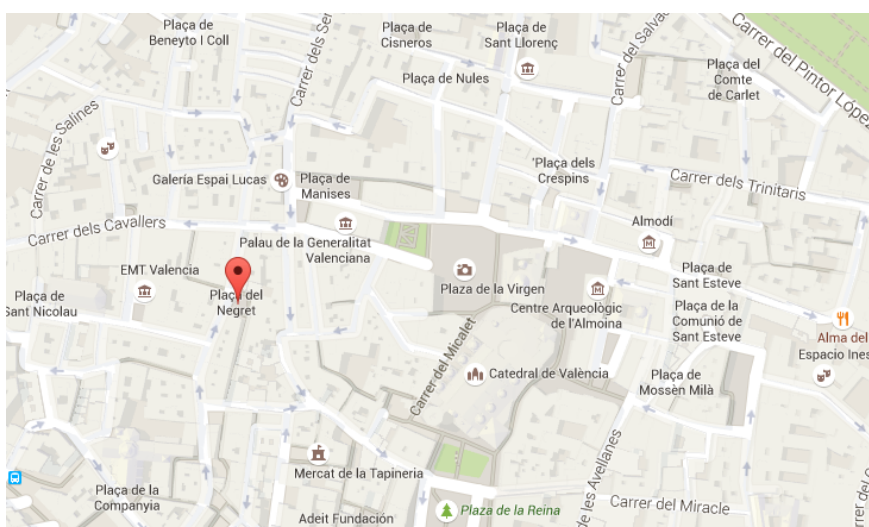 Plaça de
Beneyto I Coll
Carrer dels Ser
Plaça de
Cisneros
Plaça de
Sant Llorenç
Carrer del Salvad
Plaça del
Comte
de Carlet
Carrer del Pintor López
Plaça de Nules
Carrer de les Salines
Galería Espai Lucas
Plaça de
Manises
'Plaça dels
Crespins
Carrer dels Trinitaris
Carrer dels Cavallers
Palau de la Generalitat
Valenciana
Almodí
EMT Valencia
Plaça del
Negret
Plaza de la Virgen
Plaça de
Sant Esteve
Plaça de
Sant Nicolau
Centre Arqueològic
de l'Almoina
Plaça de la
Comunió de
Sant Esteve
Alma del
Espacio Ines
Carrer del Micalet
Catedral de València
Plaça de
Mossèn Milà
Mercat de la Tapineria
de les Avellanes
Plaça de la
Companyia
Adeit Fundación
Plaza de la Reina
Carrer del Miracle